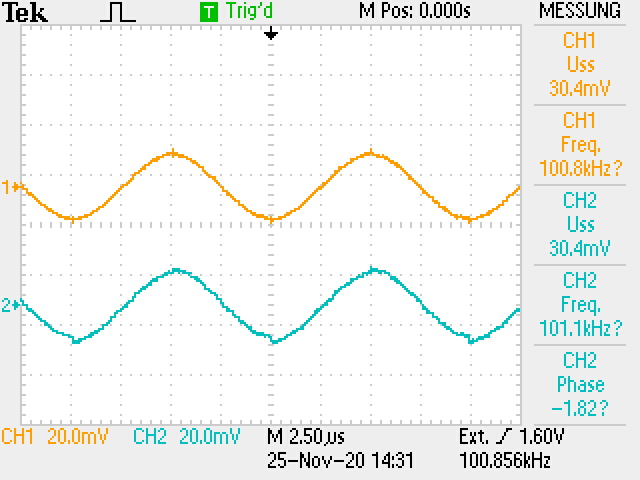 Tek T Trig'd M Pos: 0.000s MESSUNG
CH1
Uss
30.4mV
CH1
Freq.
100.8kHz?
1
CH2
Uss
30.4mV
2
CH2
Freq.
101.1kHz?
CH2
Phase
-1.82?
CH1 20.0mV CH2 20.0mV M 2.50µs Ext. 1.60V
25-Nov-20 14:31 100.856kHz